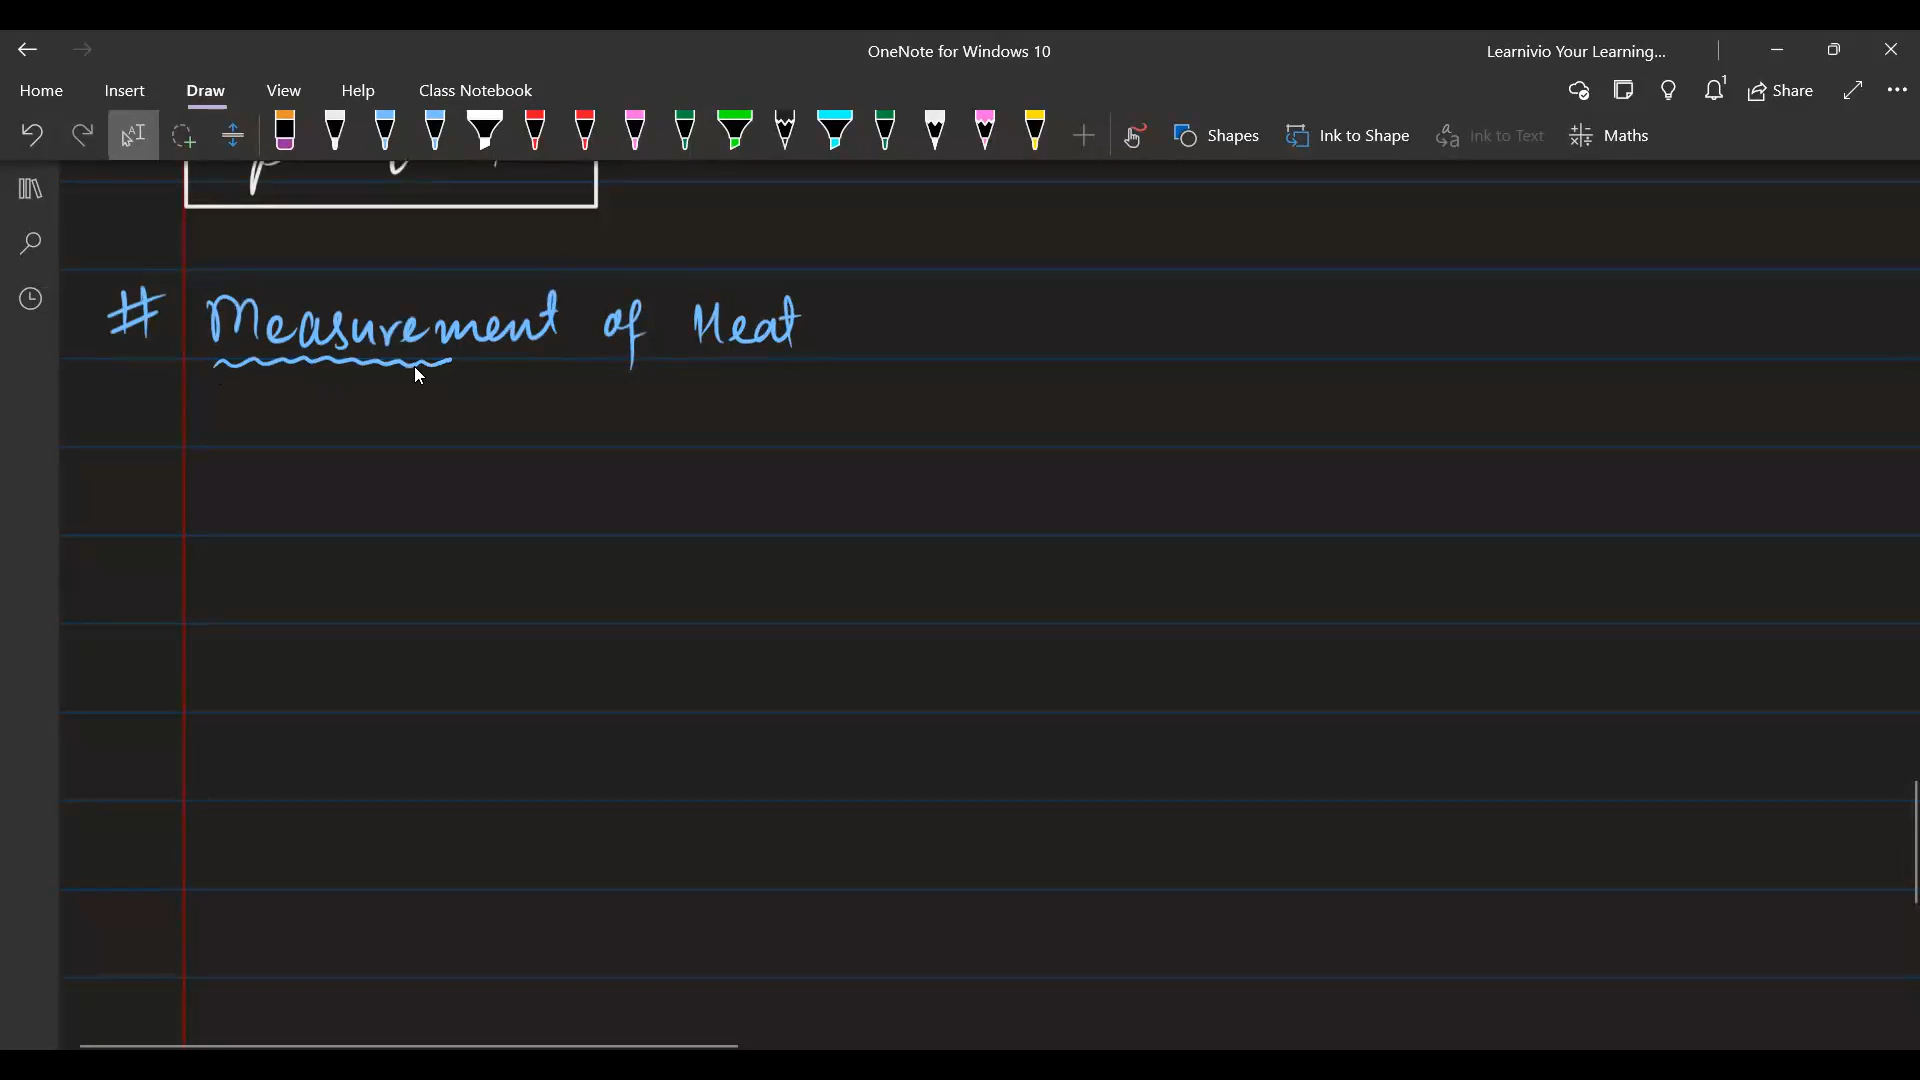 OneNote for Windows 10
Learnivio Your Learning...
Home Insert Draw View Help Class Notebook
1 Share
Shapes Ink to Shape Ink to Text Maths
# Measurement of Heat